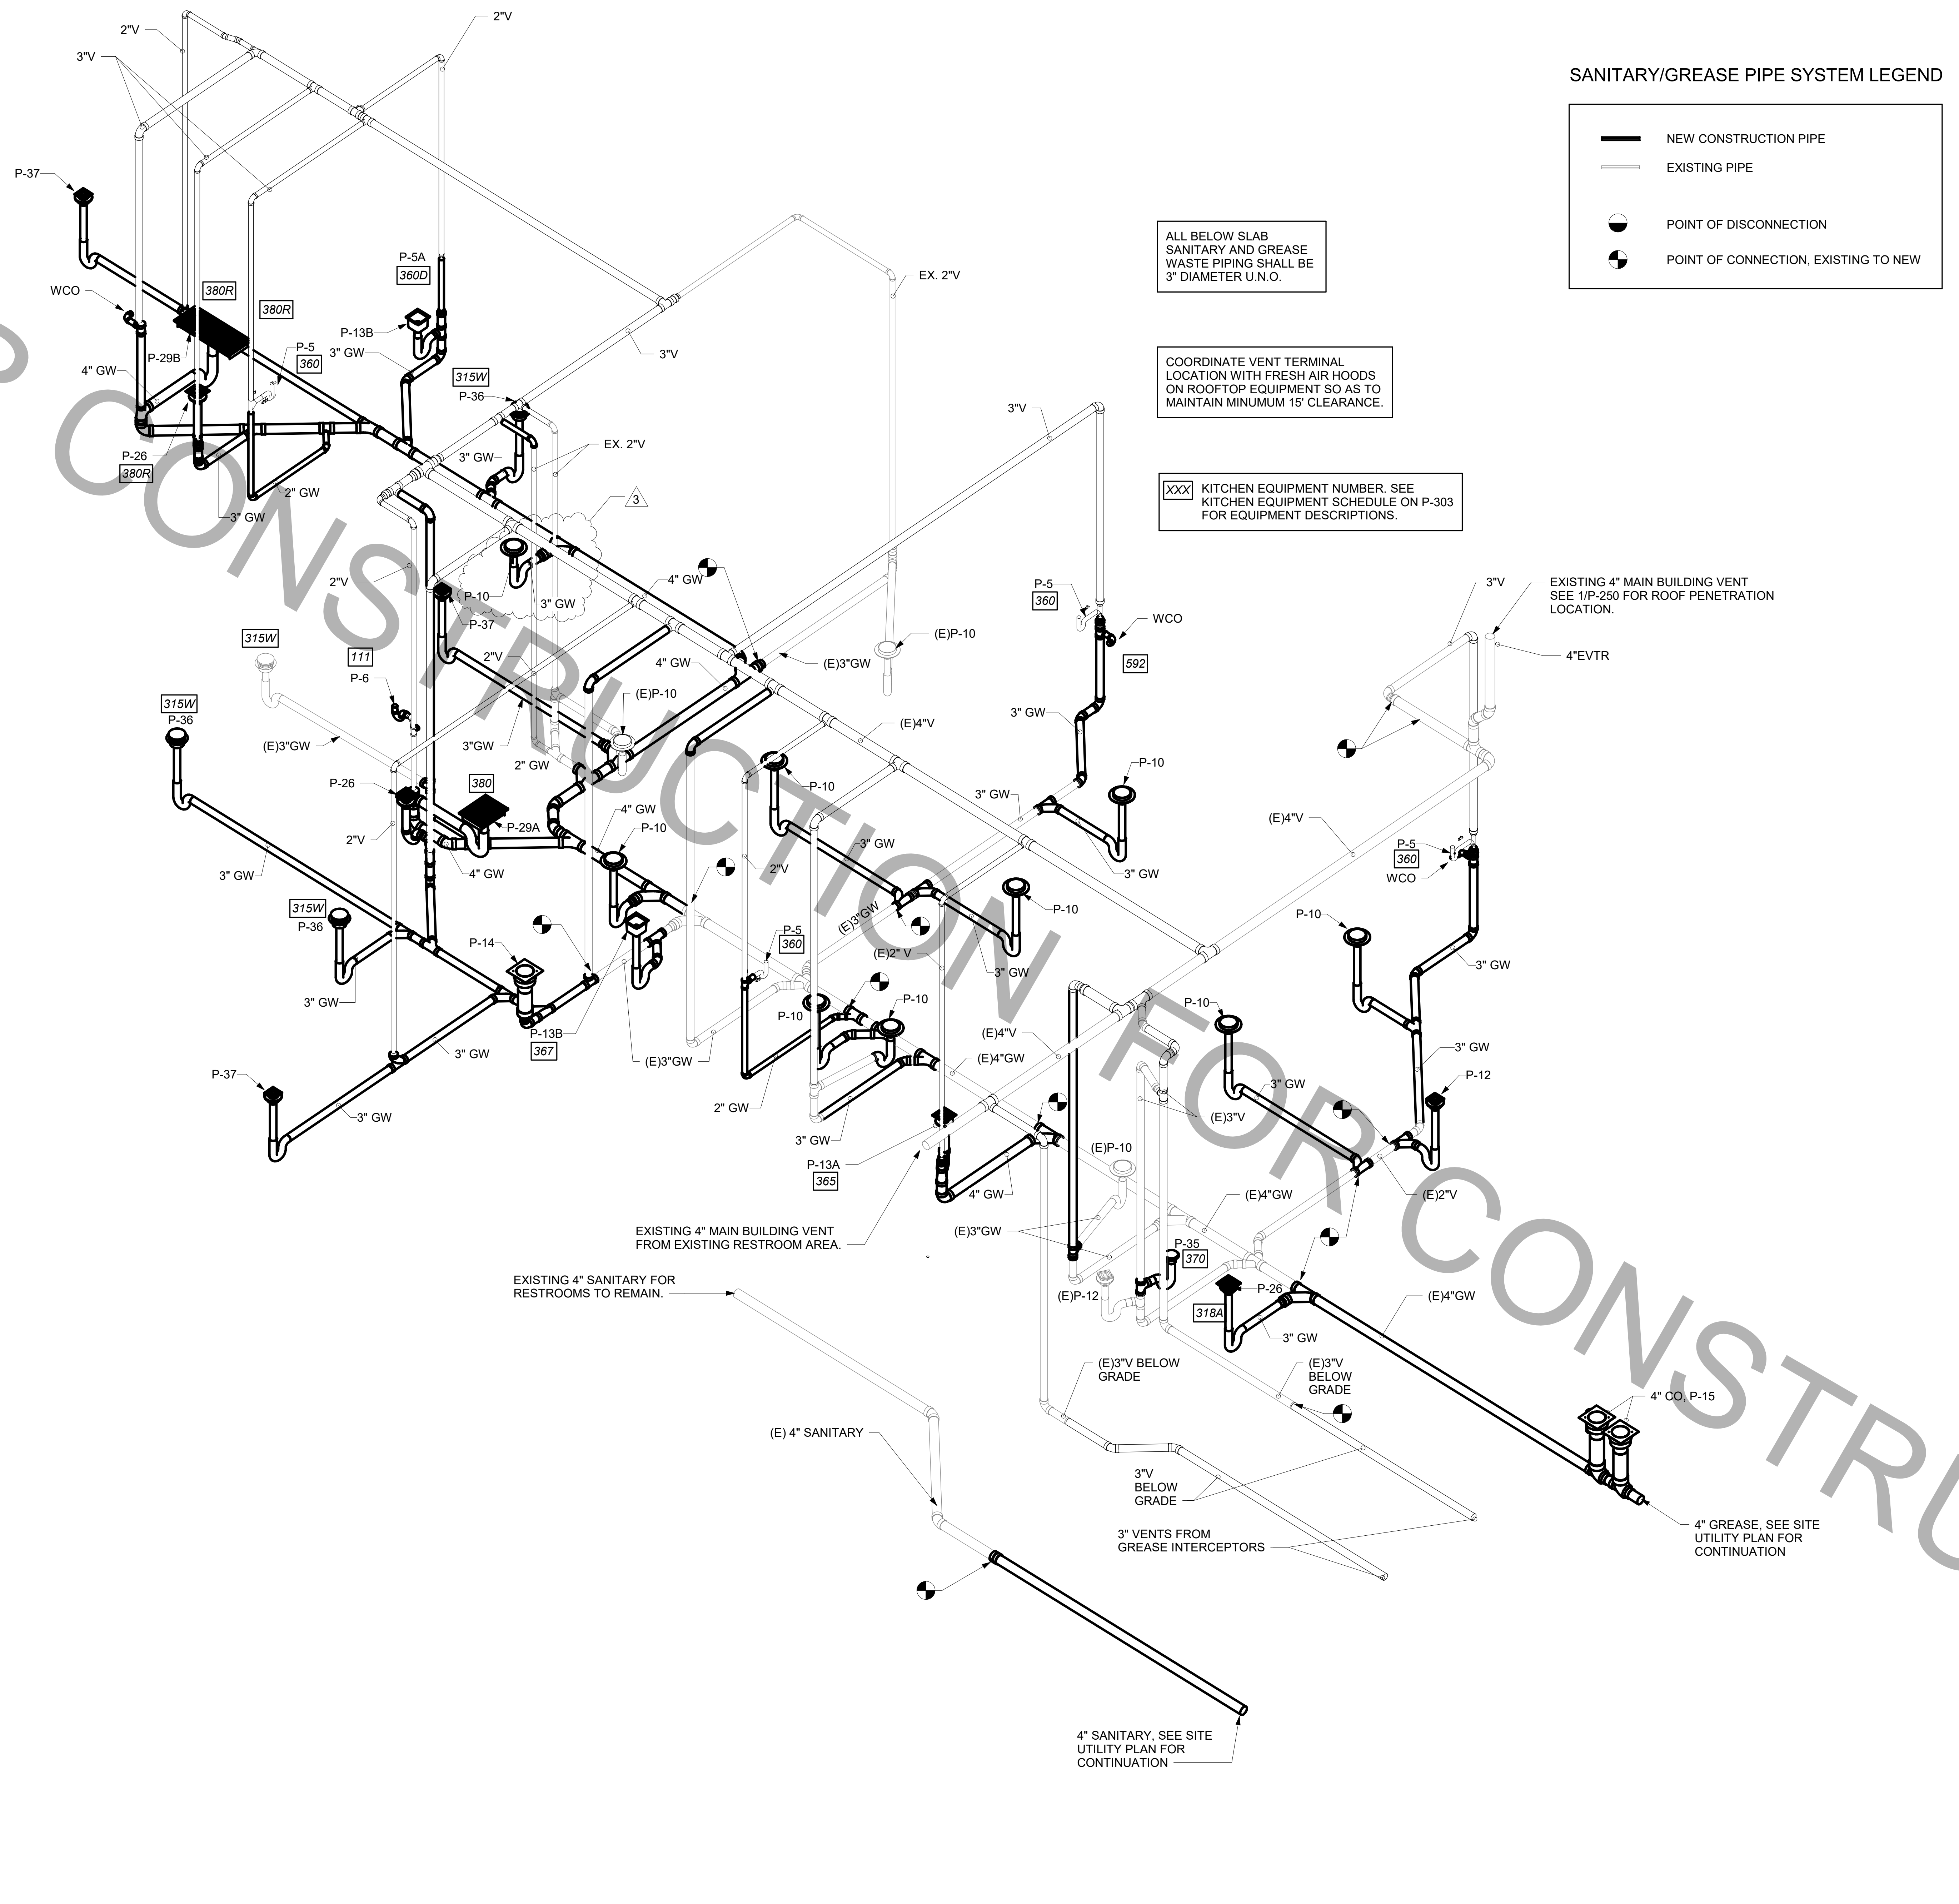 SANITARY/GREASE PIPE SYSTEM LEGEND
NEW CONSTRUCTION PIPE
EXISTING PIPE
POINT OF DISCONNECTION
POINT OF CONNECTION, EXISTING TO NEW
ALL BELOW SLAB
SANITARY AND GREASE
WASTE PIPING SHALL BE
3" DIAMETER U.N.O.
COORDINATE VENT TERMINAL
LOCATION WITH FRESH AIR HOODS
ON ROOFTOP EQUIPMENT SO AS TO
MAINTAIN MINUMUM 15' CLEARANCE.
XXX KITCHEN EQUIPMENT NUMBER. SEE
KITCHEN EQUIPMENT SCHEDULE ON P-303
FOR EQUIPMENT DESCRIPTIONS.
2"V
2"V
3"V
P-37
WCO
380R
380R
P-5
360
P-29B
4" GW
P-26
380R
3" GW
2" GW
P-5A
360D
P-13B
3" GW
315W
P-36
3" GW
3"V
EX. 2"V
EX. 2"V
3
2"V
P-10
3" GW
4" GW
P-37
2"V
4" GW
(E)3"GW
(E)P-10
(E)P-10
3"GW
2" GW
315W
111
P-6
315W
P-36
(E)3"GW
P-26
380
P-29A
2"V
4" GW
4" GW
P-10
3" GW
315W
P-36
3" GW
P-14
P-13B
367
3" GW
P-37
3" GW
(E)3"GW
3"V
P-5
360
WCO
592
3" GW
P-10
3" GW
3" GW
(E)4"V
P-10
3" GW
2"V
(E)3"GW
P-10
3" GW
P-5
360
(E)2" V
P-10
P-10
2" GW
3" GW
(E)4"V
(E)4"GW
P-13A
365
4" GW
EXISTING 4" MAIN BUILDING VENT
FROM EXISTING RESTROOM AREA.
EXISTING 4" SANITARY FOR
RESTROOMS TO REMAIN.
(E) 4" SANITARY
4" SANITARY, SEE SITE
UTILITY PLAN FOR
CONTINUATION
3"V
EXISTING 4" MAIN BUILDING VENT
SEE 1/P-250 FOR ROOF PENETRATION
LOCATION.
4"EVTR
(E)4"V
P-5
360
WCO
P-10
3" GW
P-10
3" GW
3" GW
P-12
(E)3"V
(E)P-10
(E)2"V
(E)4"GW
(E)3"GW
P-35
370
(E)P-12
P-26
318A
3" GW
(E)4"GW
(E)3"V BELOW
GRADE
(E)3"V
BELOW
GRADE
4" CO, P-15
3"V
BELOW
GRADE
3" VENTS FROM
GREASE INTERCEPTORS
4" GREASE, SEE SITE
UTILITY PLAN FOR
CONTINUATION
CONSTRUCTION FOR CONSTRU